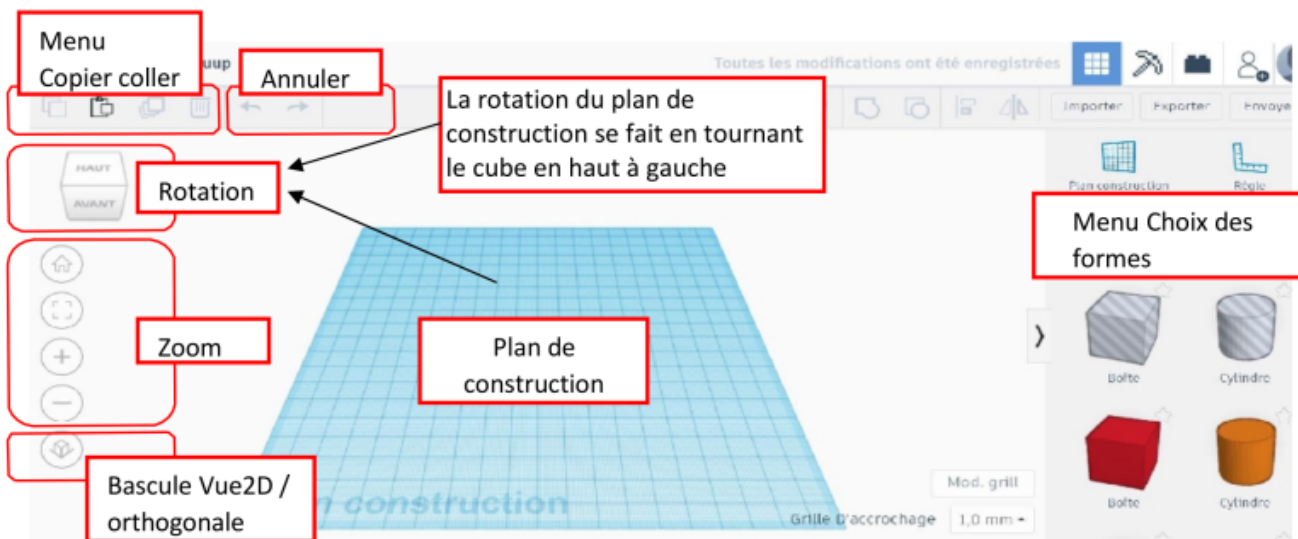 Menu
Copier coller
uup
Annuler
Toutes les modifications ont été enregistrées
La rotation du plan de
construction se fait en tournant
le cube en haut à gauche
Importer
Exporter
Envoye
HAUT
AVANT
Rotation
Plan construction
Règle
Menu Choix des
formes
Zoom
Plan de
construction
Boîte
Cylindre
Bascule Vue2D /
orthogonale
n construction
Mod. grill
Grille D'accrochage
1,0 mm
Boîte
Cylindre